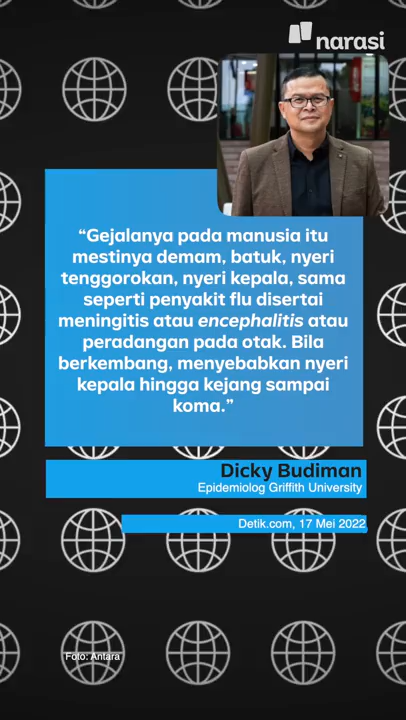 narasi
“Gejalanya pada manusia itu
mestinya demam, batuk, nyeri
tenggorokan, nyeri kepala, sama
seperti penyakit flu disertai
meningitis atau encephalitis atau
peradangan pada otak. Bila
berkembang, menyebabkan nyeri
kepala hingga kejang sampai
koma.”
Dicky Budiman
Epidemiolog Griffith University
Detik.com, 17 Mei 2022
Foto: Antara